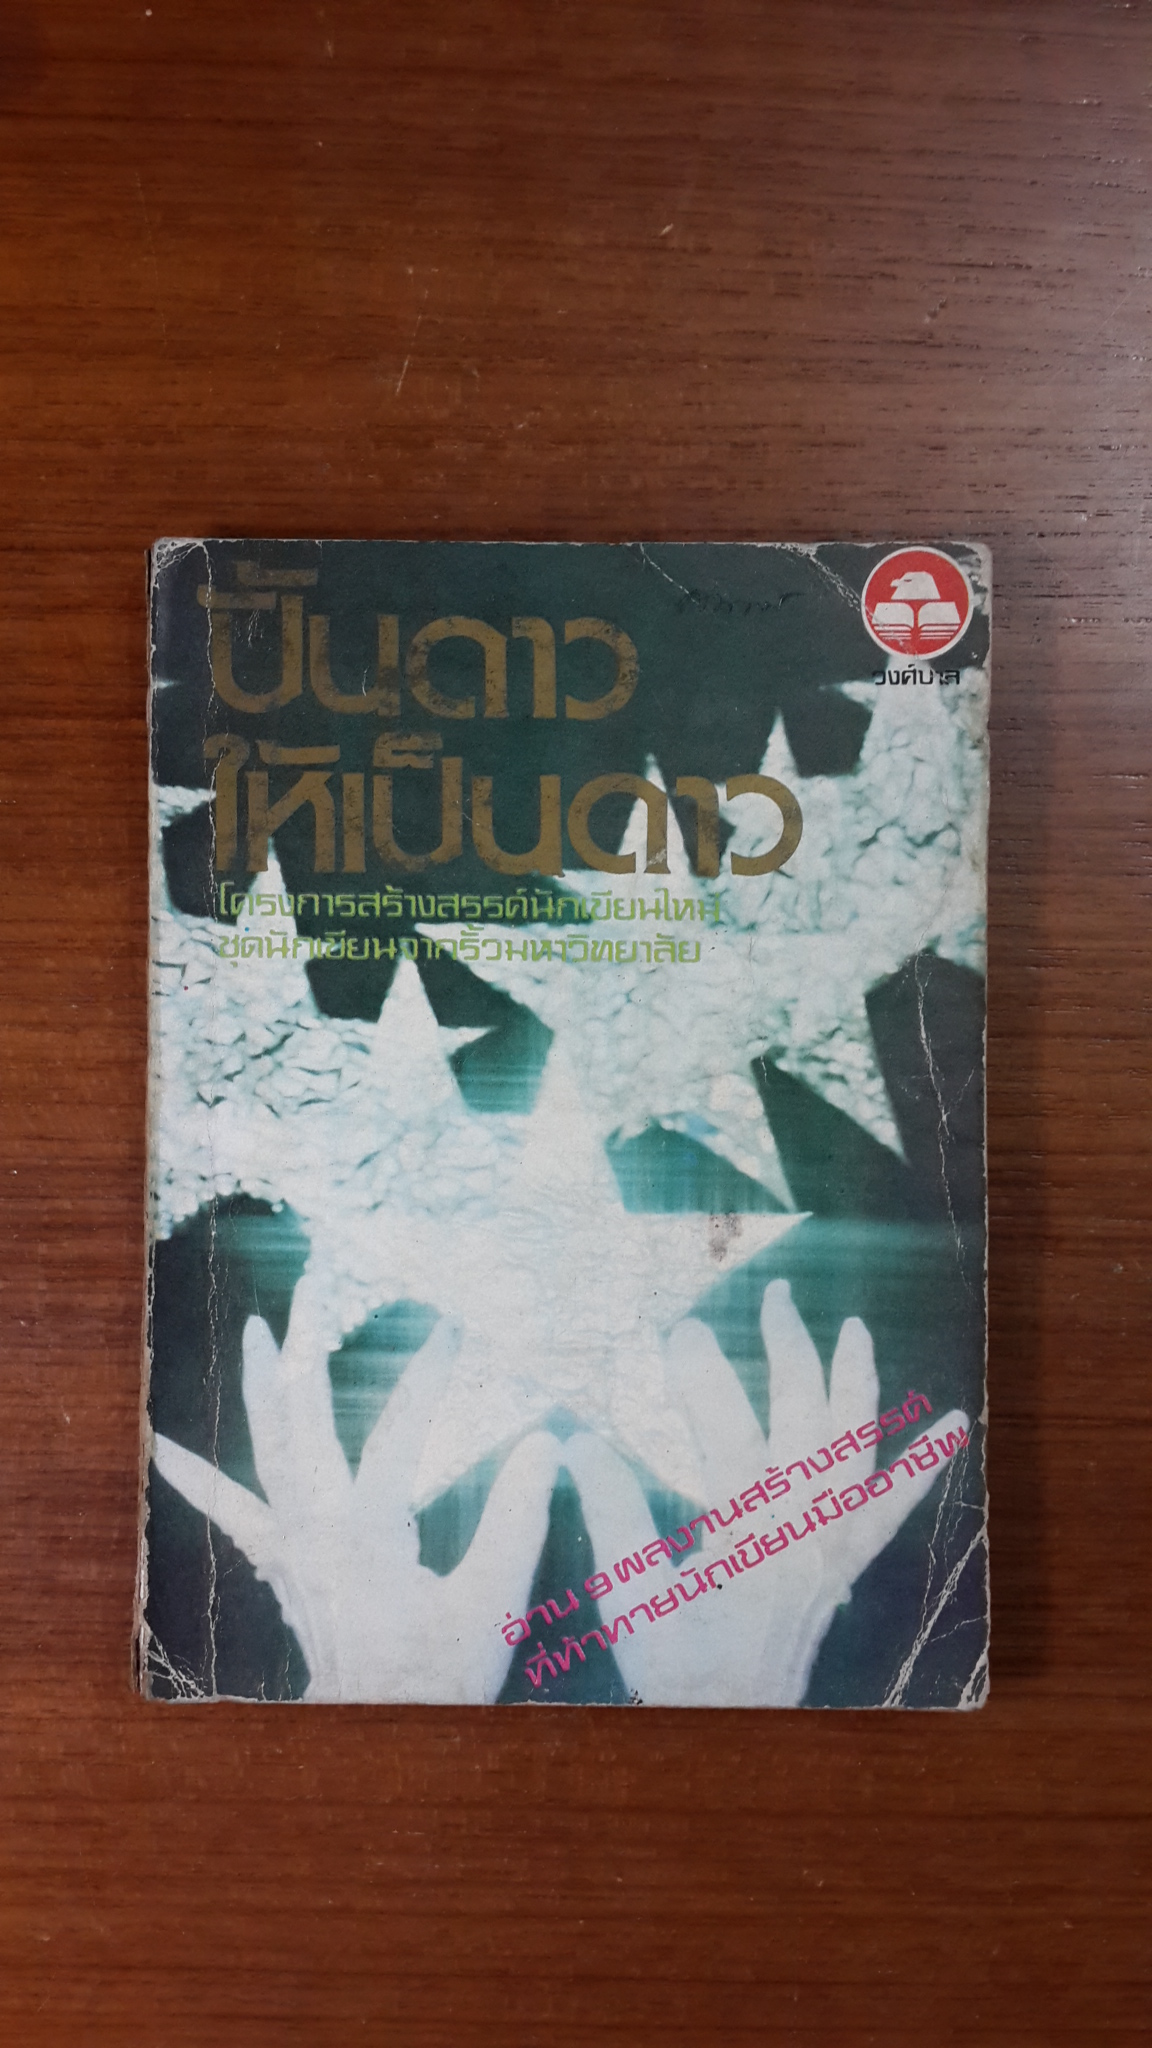 ปั้นดาว
ให้เป็นดาว
วงศ์บาล
โครงการสร้างสรรค์นักเขียนใหม่
ชุดนักเขียนจากรั้วมหาวิทยาลัย
อ่าน 9 ผลงานสร้างสรรค์
ที่ท้าทายนักเขียนมืออาชีพ